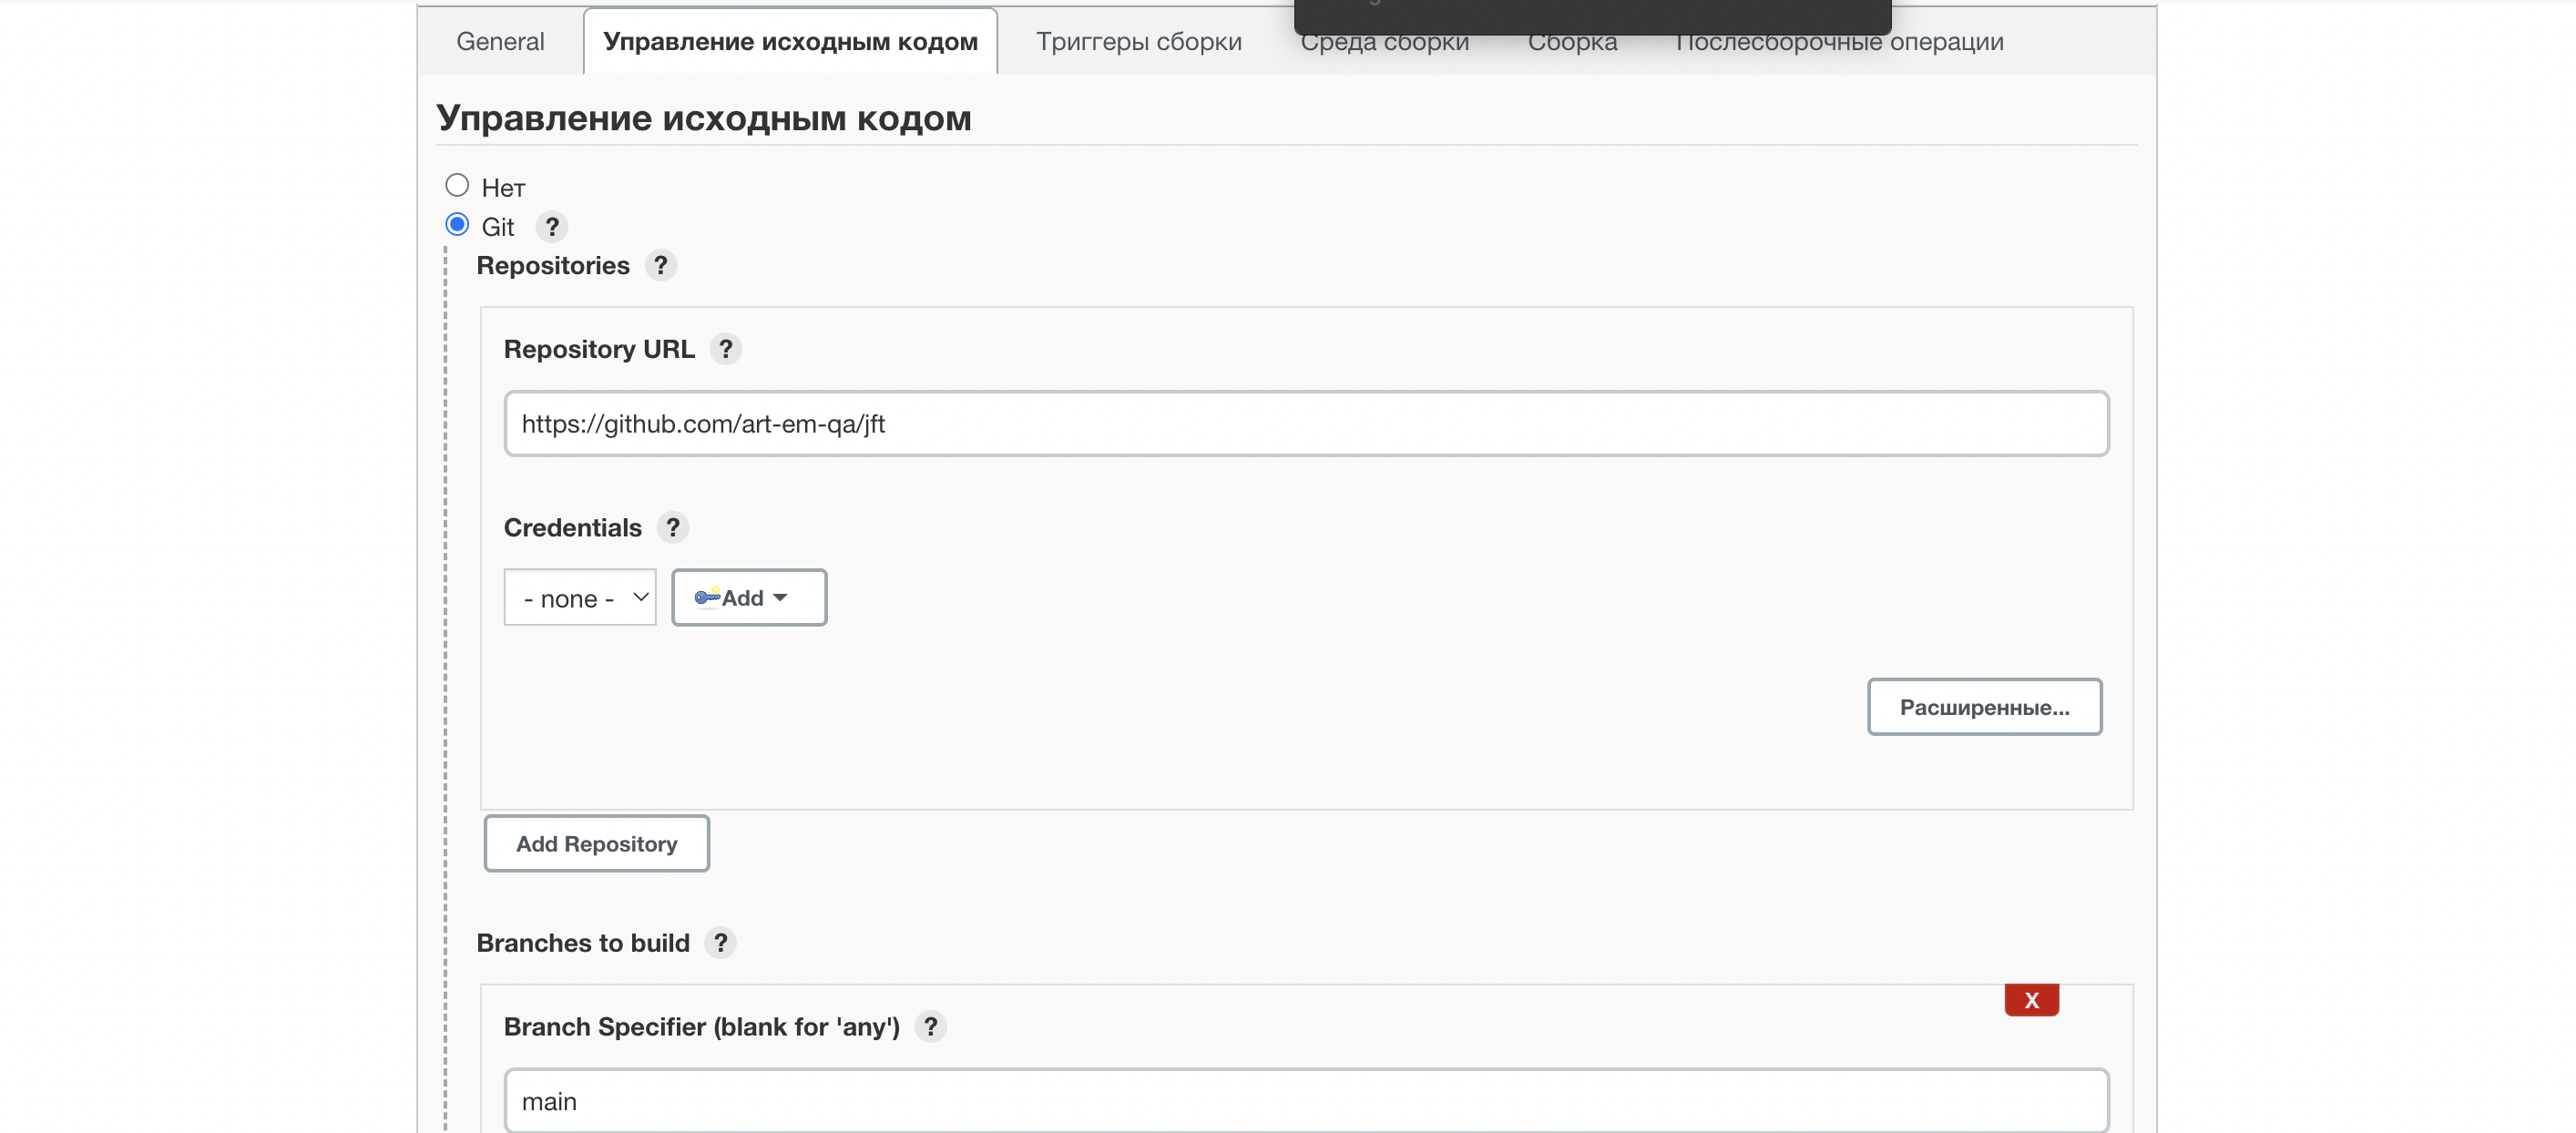 General Управление исходным кодом Триггеры сборки Среда сборки Сборка Послесборочные операции
Управление исходным кодом
Нет
Git ?
Repositories ?
Repository URL ?
https://github.com/art-em-qa/jft
Credentials ?
- none - Add
Расширенные...
Add Repository
Branches to build ?
X
Branch Specifier (blank for 'any') ?
main